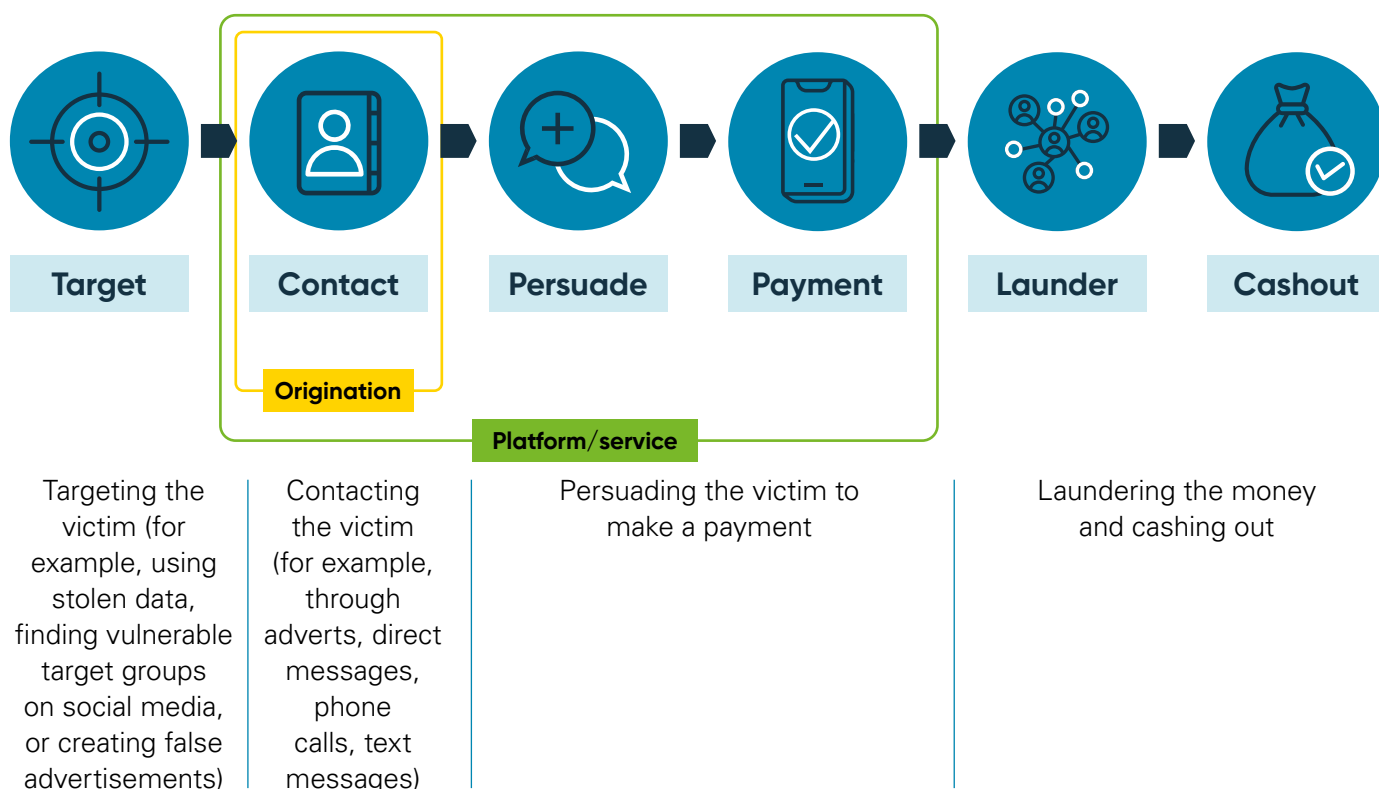 Target
Contact
Persuade
Payment
Launder
Cashout
Origination
Platform/service
Targeting the
victim (for
example, using
stolen data,
finding vulnerable
target groups
on social media,
or creating false
advertisements)
Contacting
the victim
(for example,
through
adverts, direct
messages,
phone
calls, text
messages)
Persuading the victim to
make a payment
Laundering the money
and cashing out